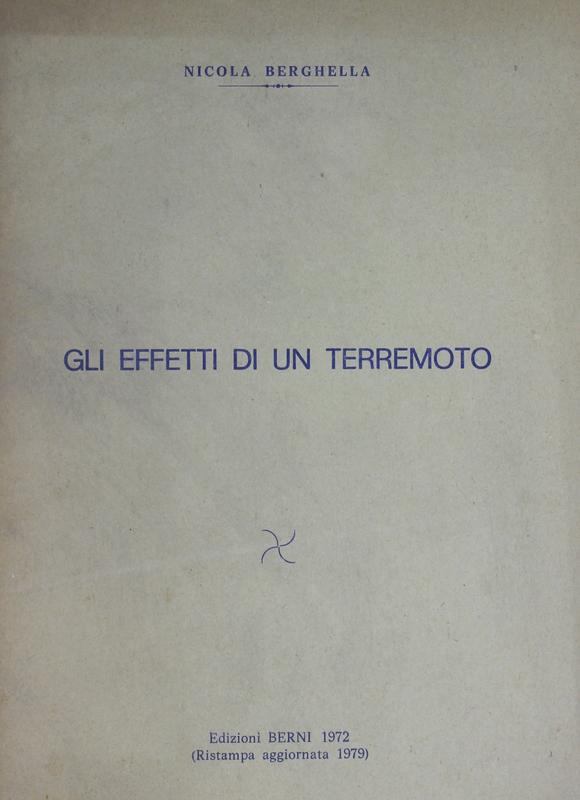 NICOLA BERGHELLA
GLI EFFETTI DI UN TERREMOTO
Edizioni BERNI 1972
(Ristampa aggiornata 1979)